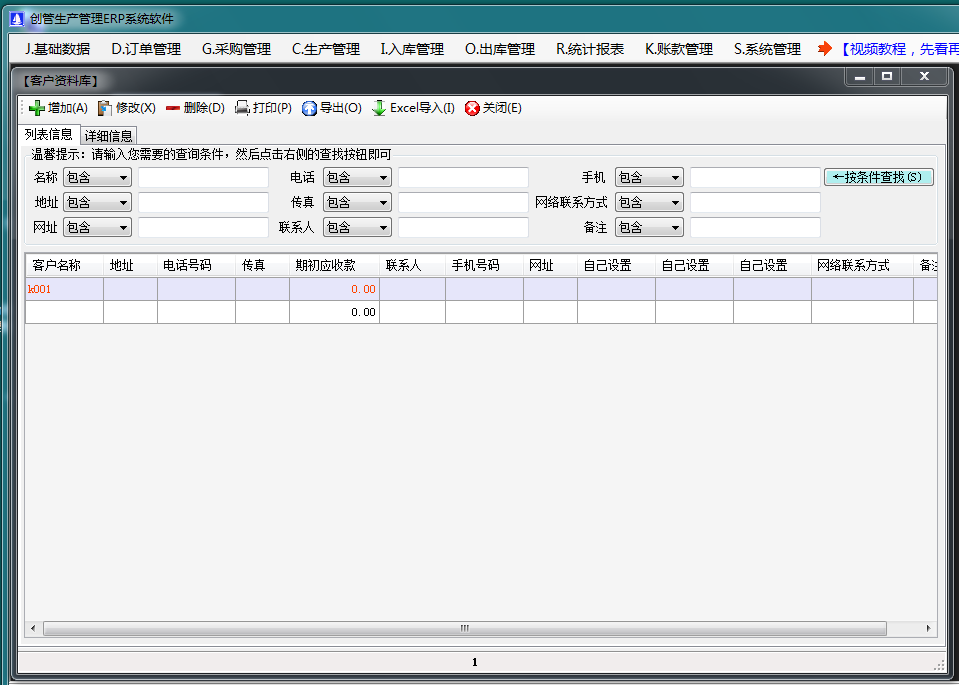 创管生产管理ERP系统软件
J.基础数据 D.订单管理 G.采购管理 C.生产管理 I.入库管理 O.出库管理 R.统计报表 K.账款管理 S.系统管理 【视频教程，先看再
【客户资料库】
增加(A) 修改(X) 删除(D) 打印(P) 导出(O) Excel导入(I) 关闭(E)
列表信息 详细信息
温馨提示：请输入您需要的查询条件，然后点击右侧的查找按钮即可
名称 包含 电话 包含 手机 包含 ←按条件查找(S)
地址 包含 传真 包含 网络联系方式 包含
网址 包含 联系人 包含 备注 包含
客户名称 地址 电话号码 传真 期初应收款 联系人 手机号码 网址 自己设置 自己设置 自己设置 网络联系方式 备注
k001 0.00
0.00
1